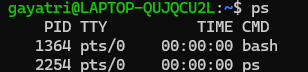 gayatri@LAPTOP-QUJQCU2L:~$ ps
PID TTY TIME CMD
1364 pts/0 00:00:00 bash
2254 pts/0 00:00:00 ps